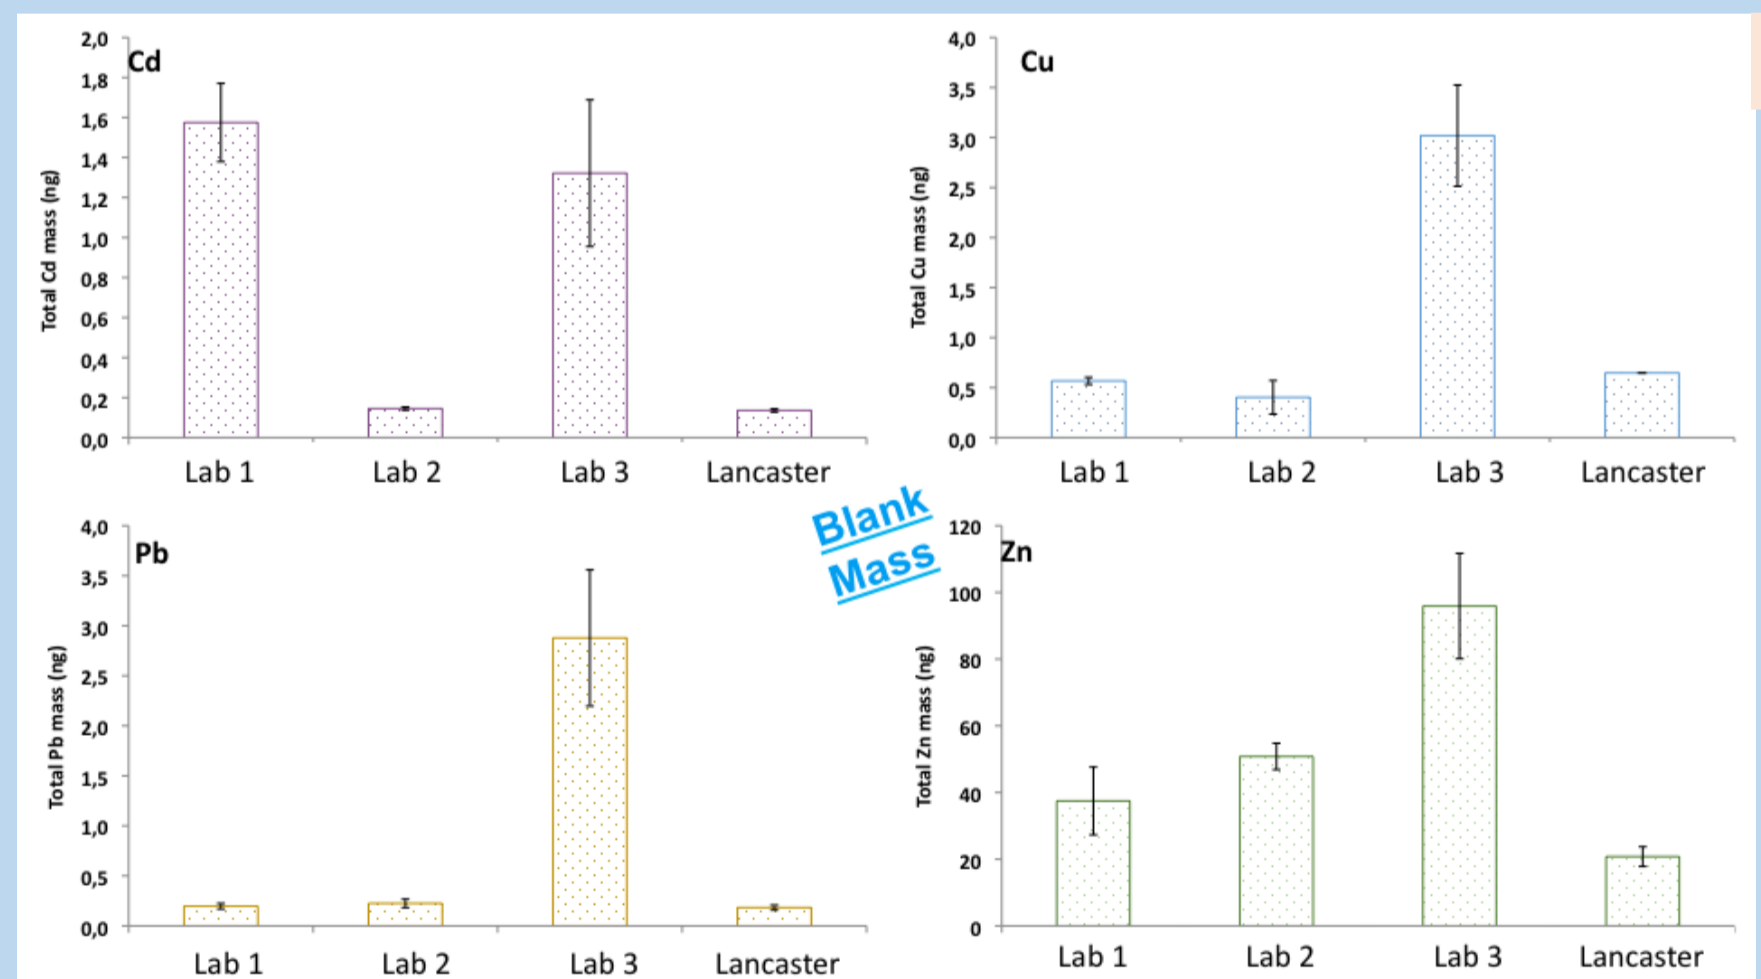 Cd
Total Cd mass (ng)
2,0
1,8
1,6
1,4
1,2
1,0
0,8
0,6
0,4
0,2
0,0
Lab 1 Lab 2 Lab 3 Lancaster
Cu
Total Cu mass (ng)
4,0
3,5
3,0
2,5
2,0
1,5
1,0
0,5
0,0
Lab 1 Lab 2 Lab 3 Lancaster
Blank
Mass
Pb
Total Pb mass (ng)
4,0
3,5
3,0
2,5
2,0
1,5
1,0
0,5
0,0
Lab 1 Lab 2 Lab 3 Lancaster
Zn
Total Zn mass (ng)
120
100
80
60
40
20
0
Lab 1 Lab 2 Lab 3 Lancaster